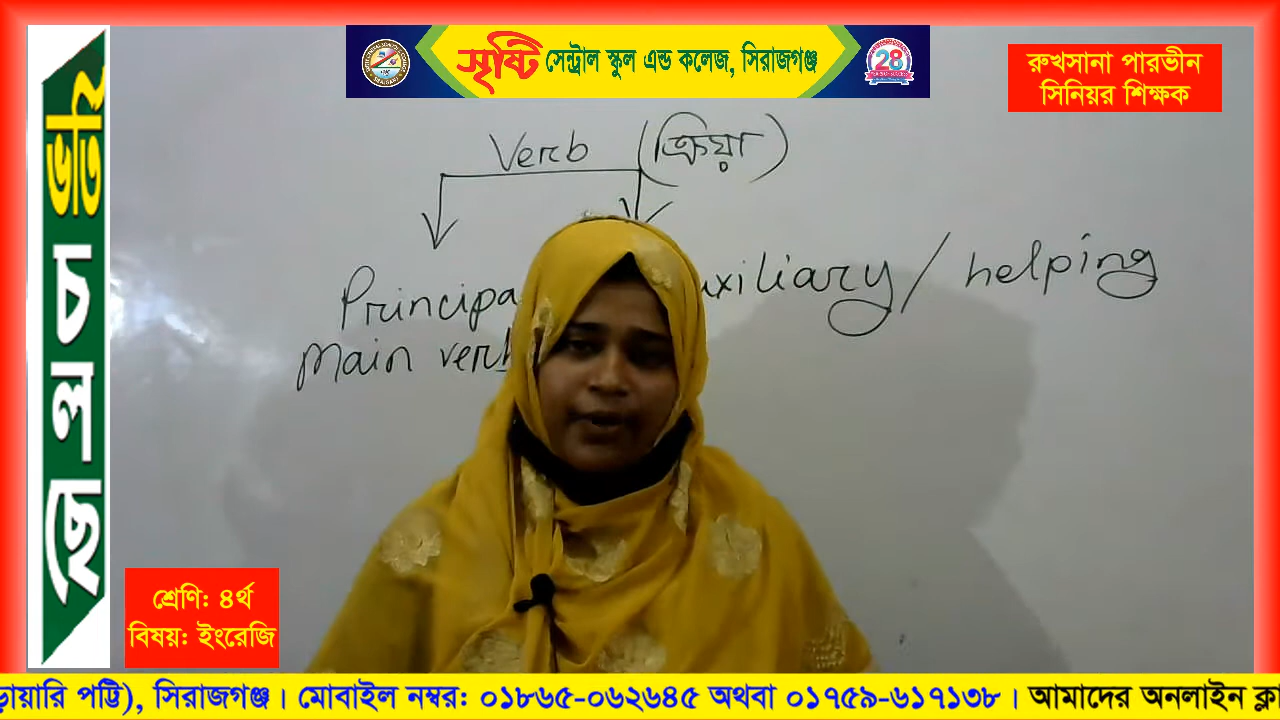 সৃষ্টি সেন্ট্রাল স্কুল এন্ড কলেজ, সিরাজগঞ্জ
28
রুখসানা পারভীন
সিনিয়র শিক্ষক
ভর্তি চলছে
Verb (ক্রিয়া)
Principa uxiliary / helping
Main verb
শ্রেণি: ৪র্থ
বিষয়: ইংরেজি
ড়ায়ারি পট্টি), সিরাজগঞ্জ। মোবাইল নম্বর: ০১৮৬৫-০৬২৬৪৫ অথবা ০১৭৫৯-৬১৭১৩৮। আমাদের অনলাইন ক্লা